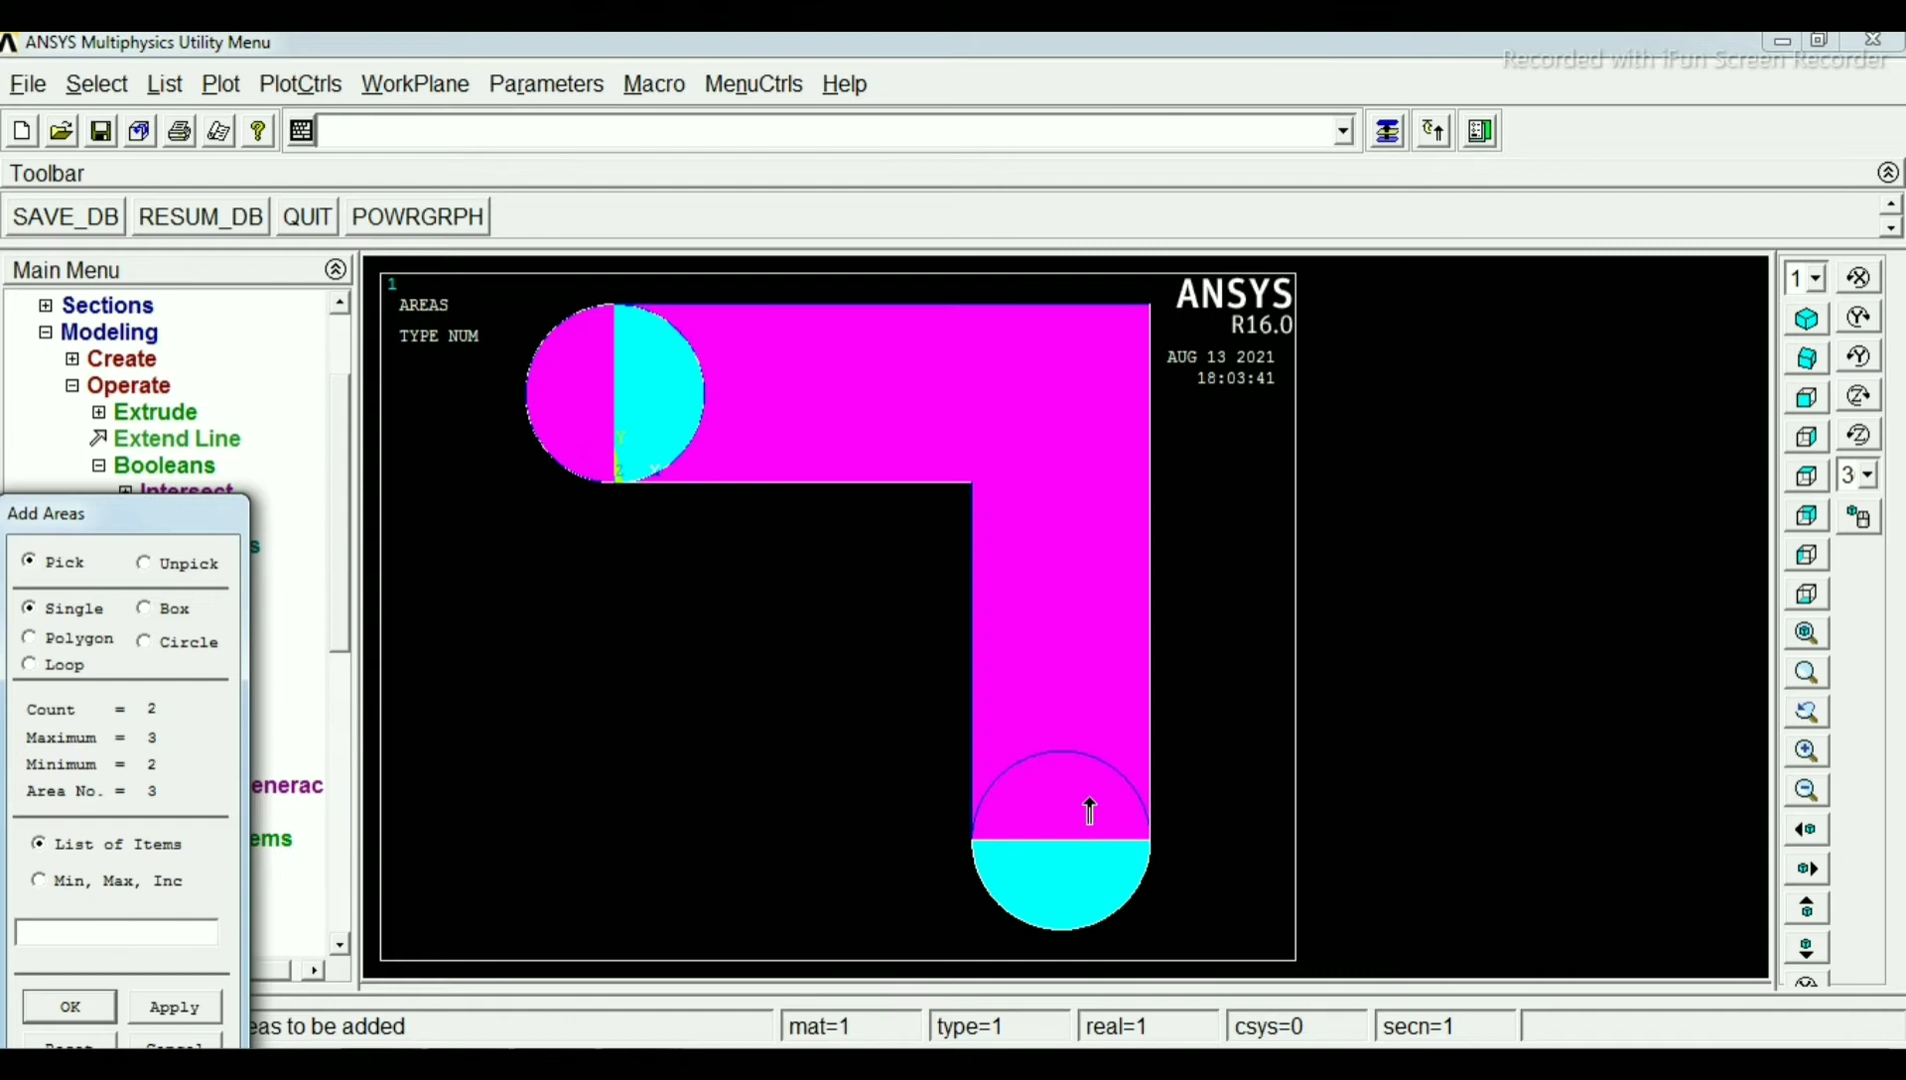 ANSYS Multiphysics Utility Menu
Recorded with iFun Screen Recorder
File Select List Plot PlotCtrls WorkPlane Parameters Macro MenuCtrls Help
Toolbar
SAVE_DB RESUM_DB QUIT POWRGRPH
Main Menu
Sections
Modeling
Create
Operate
Extrude
Extend Line
Booleans
Intersect
s
enerac
ems
Add Areas
Pick Unpick
Single Box
Polygon Circle
Loop
Count = 2
Maximum = 3
Minimum = 2
Area No. = 3
List of Items
Min, Max, Inc
OK Apply
Reset Cancel
1
AREAS
TYPE NUM
ANSYS
R16.0
AUG 13 2021
18:03:41
Y
Z X
1
3
eas to be added
mat=1 type=1 real=1 csys=0 secn=1